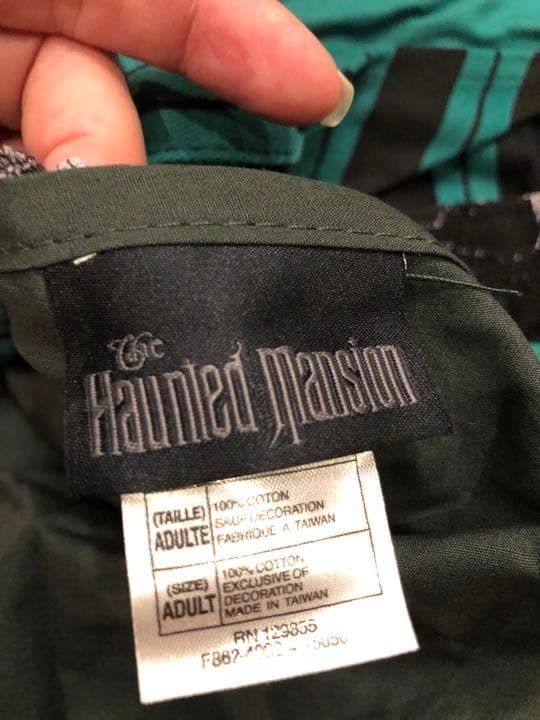 The
Haunted Mansion
(TAILLE)
ADULTE
100% COTON
SAUF DECORATION
FABRIQUE A TAIWAN
(SIZE)
ADULT
100% COTTON
EXCLUSIVE OF
DECORATION
MADE IN TAIWAN
RN 129855